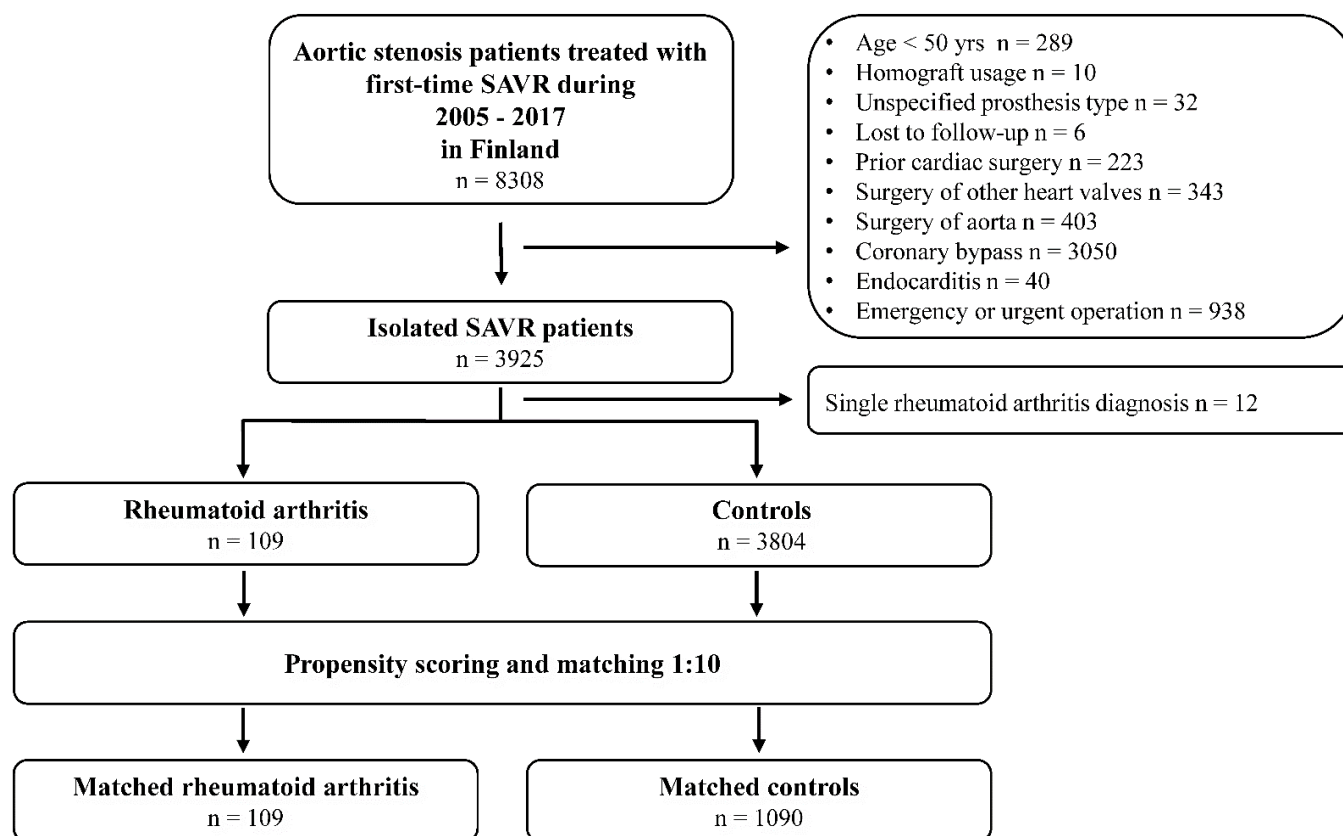 Aortic stenosis patients treated with
first-time SAVR during
2005 - 2017
in Finland
n = 8308
• Age < 50 yrs n = 289
• Homograft usage n = 10
• Unspecified prosthesis type n = 32
• Lost to follow-up n = 6
• Prior cardiac surgery n = 223
• Surgery of other heart valves n = 343
• Surgery of aorta n = 403
• Coronary bypass n = 3050
• Endocarditis n = 40
• Emergency or urgent operation n = 938
Isolated SAVR patients
n = 3925
Single rheumatoid arthritis diagnosis n = 12
Rheumatoid arthritis
n = 109
Controls
n = 3804
Propensity scoring and matching 1:10
Matched rheumatoid arthritis
n = 109
Matched controls
n = 1090